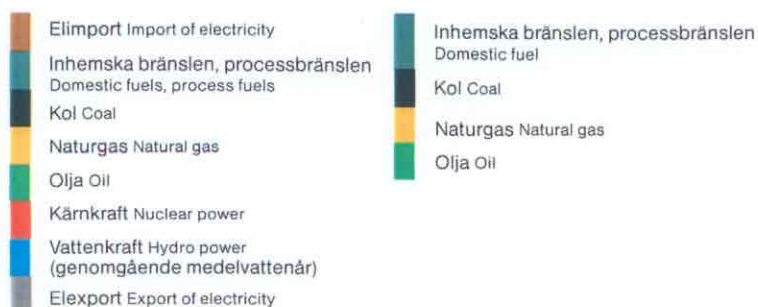 Elimport Import of electricity
Inhemska bränslen, processbränslen
Domestic fuels, process fuels
Kol Coal
Naturgas Natural gas
Olja Oil
Kärnkraft Nuclear power
Vattenkraft Hydro power
(genomgående medelvattenår)
Elexport Export of electricity
Inhemska bränslen, processbränslen
Domestic fuel
Kol Coal
Naturgas Natural gas
Olja Oil